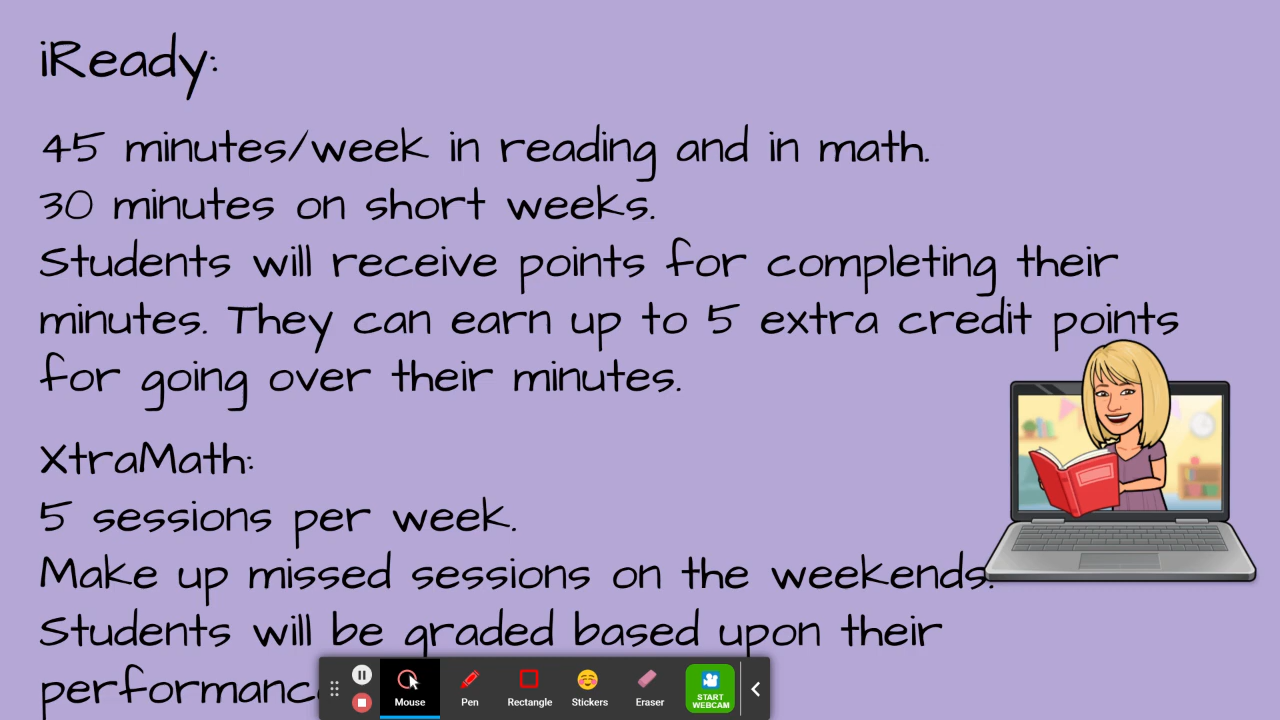 iReady:
45 minutes/week in reading and in math.
30 minutes on short weeks.
Students will receive points for completing their
minutes. They can earn up to 5 extra credit points
for going over their minutes.
XtraMath:
5 sessions per week.
Make up missed sessions on the weekends.
Students will be graded based upon their
Mouse
Pen
Rectangle
Stickers
Eraser
START
WEBCAM